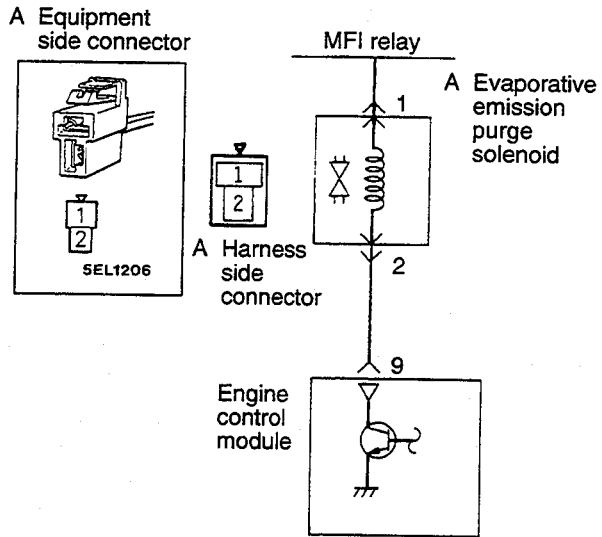 A Equipment
side connector
1
2
5EL1206
1
2
A Harness
side
connector
MFI relay
1
A Evaporative
emission
purge
solenoid
2
9
Engine
control
module